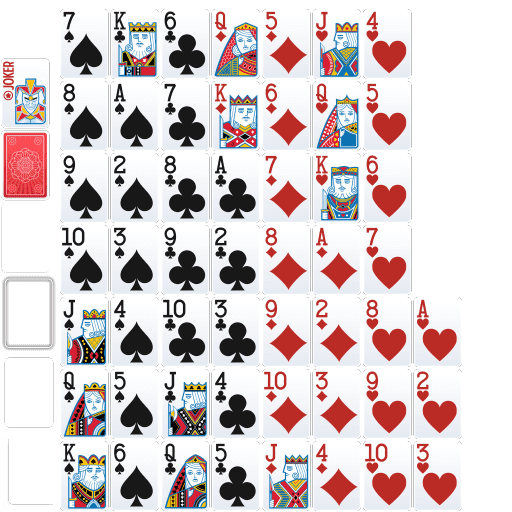 7 K 6 Q 5 J 4
JOKER
8 A 7 K 6 Q 5
9 2 8 A 7 K 6
10 3 9 2 8 A 7
J 4 10 3 9 2 8 A
Q 5 J 4 10 3 9 2
K 6 Q 5 J 4 10 3